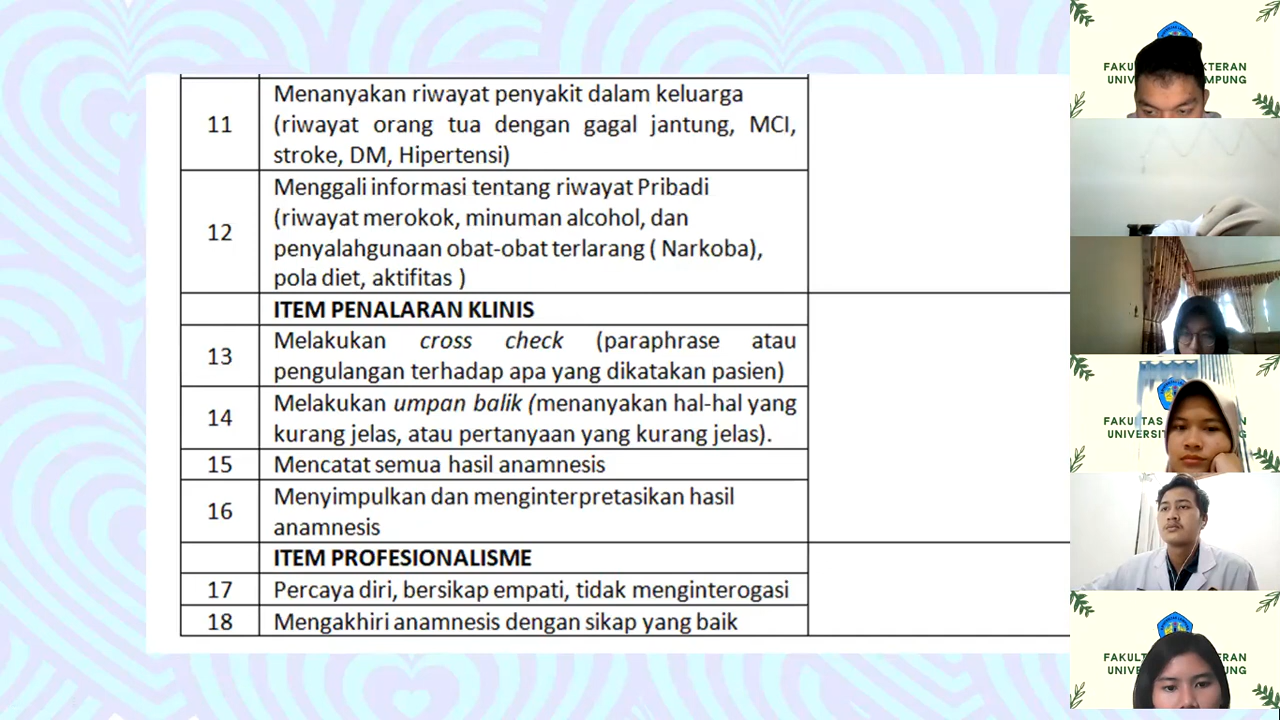 11
Menanyakan riwayat penyakit dalam keluarga
(riwayat orang tua dengan gagal jantung, MCI,
stroke, DM, Hipertensi)
12
Menggali informasi tentang riwayat Pribadi
(riwayat merokok, minuman alcohol, dan
penyalahgunaan obat-obat terlarang ( Narkoba),
pola diet, aktifitas )
ITEM PENALARAN KLINIS
13
Melakukan cross check (paraphrase atau
pengulangan terhadap apa yang dikatakan pasien)
14
Melakukan umpan balik (menanyakan hal-hal yang
kurang jelas, atau pertanyaan yang kurang jelas).
15
Mencatat semua hasil anamnesis
16
Menyimpulkan dan menginterpretasikan hasil
anamnesis
ITEM PROFESIONALISME
17
Percaya diri, bersikap empati, tidak menginterogasi
18
Mengakhiri anamnesis dengan sikap yang baik